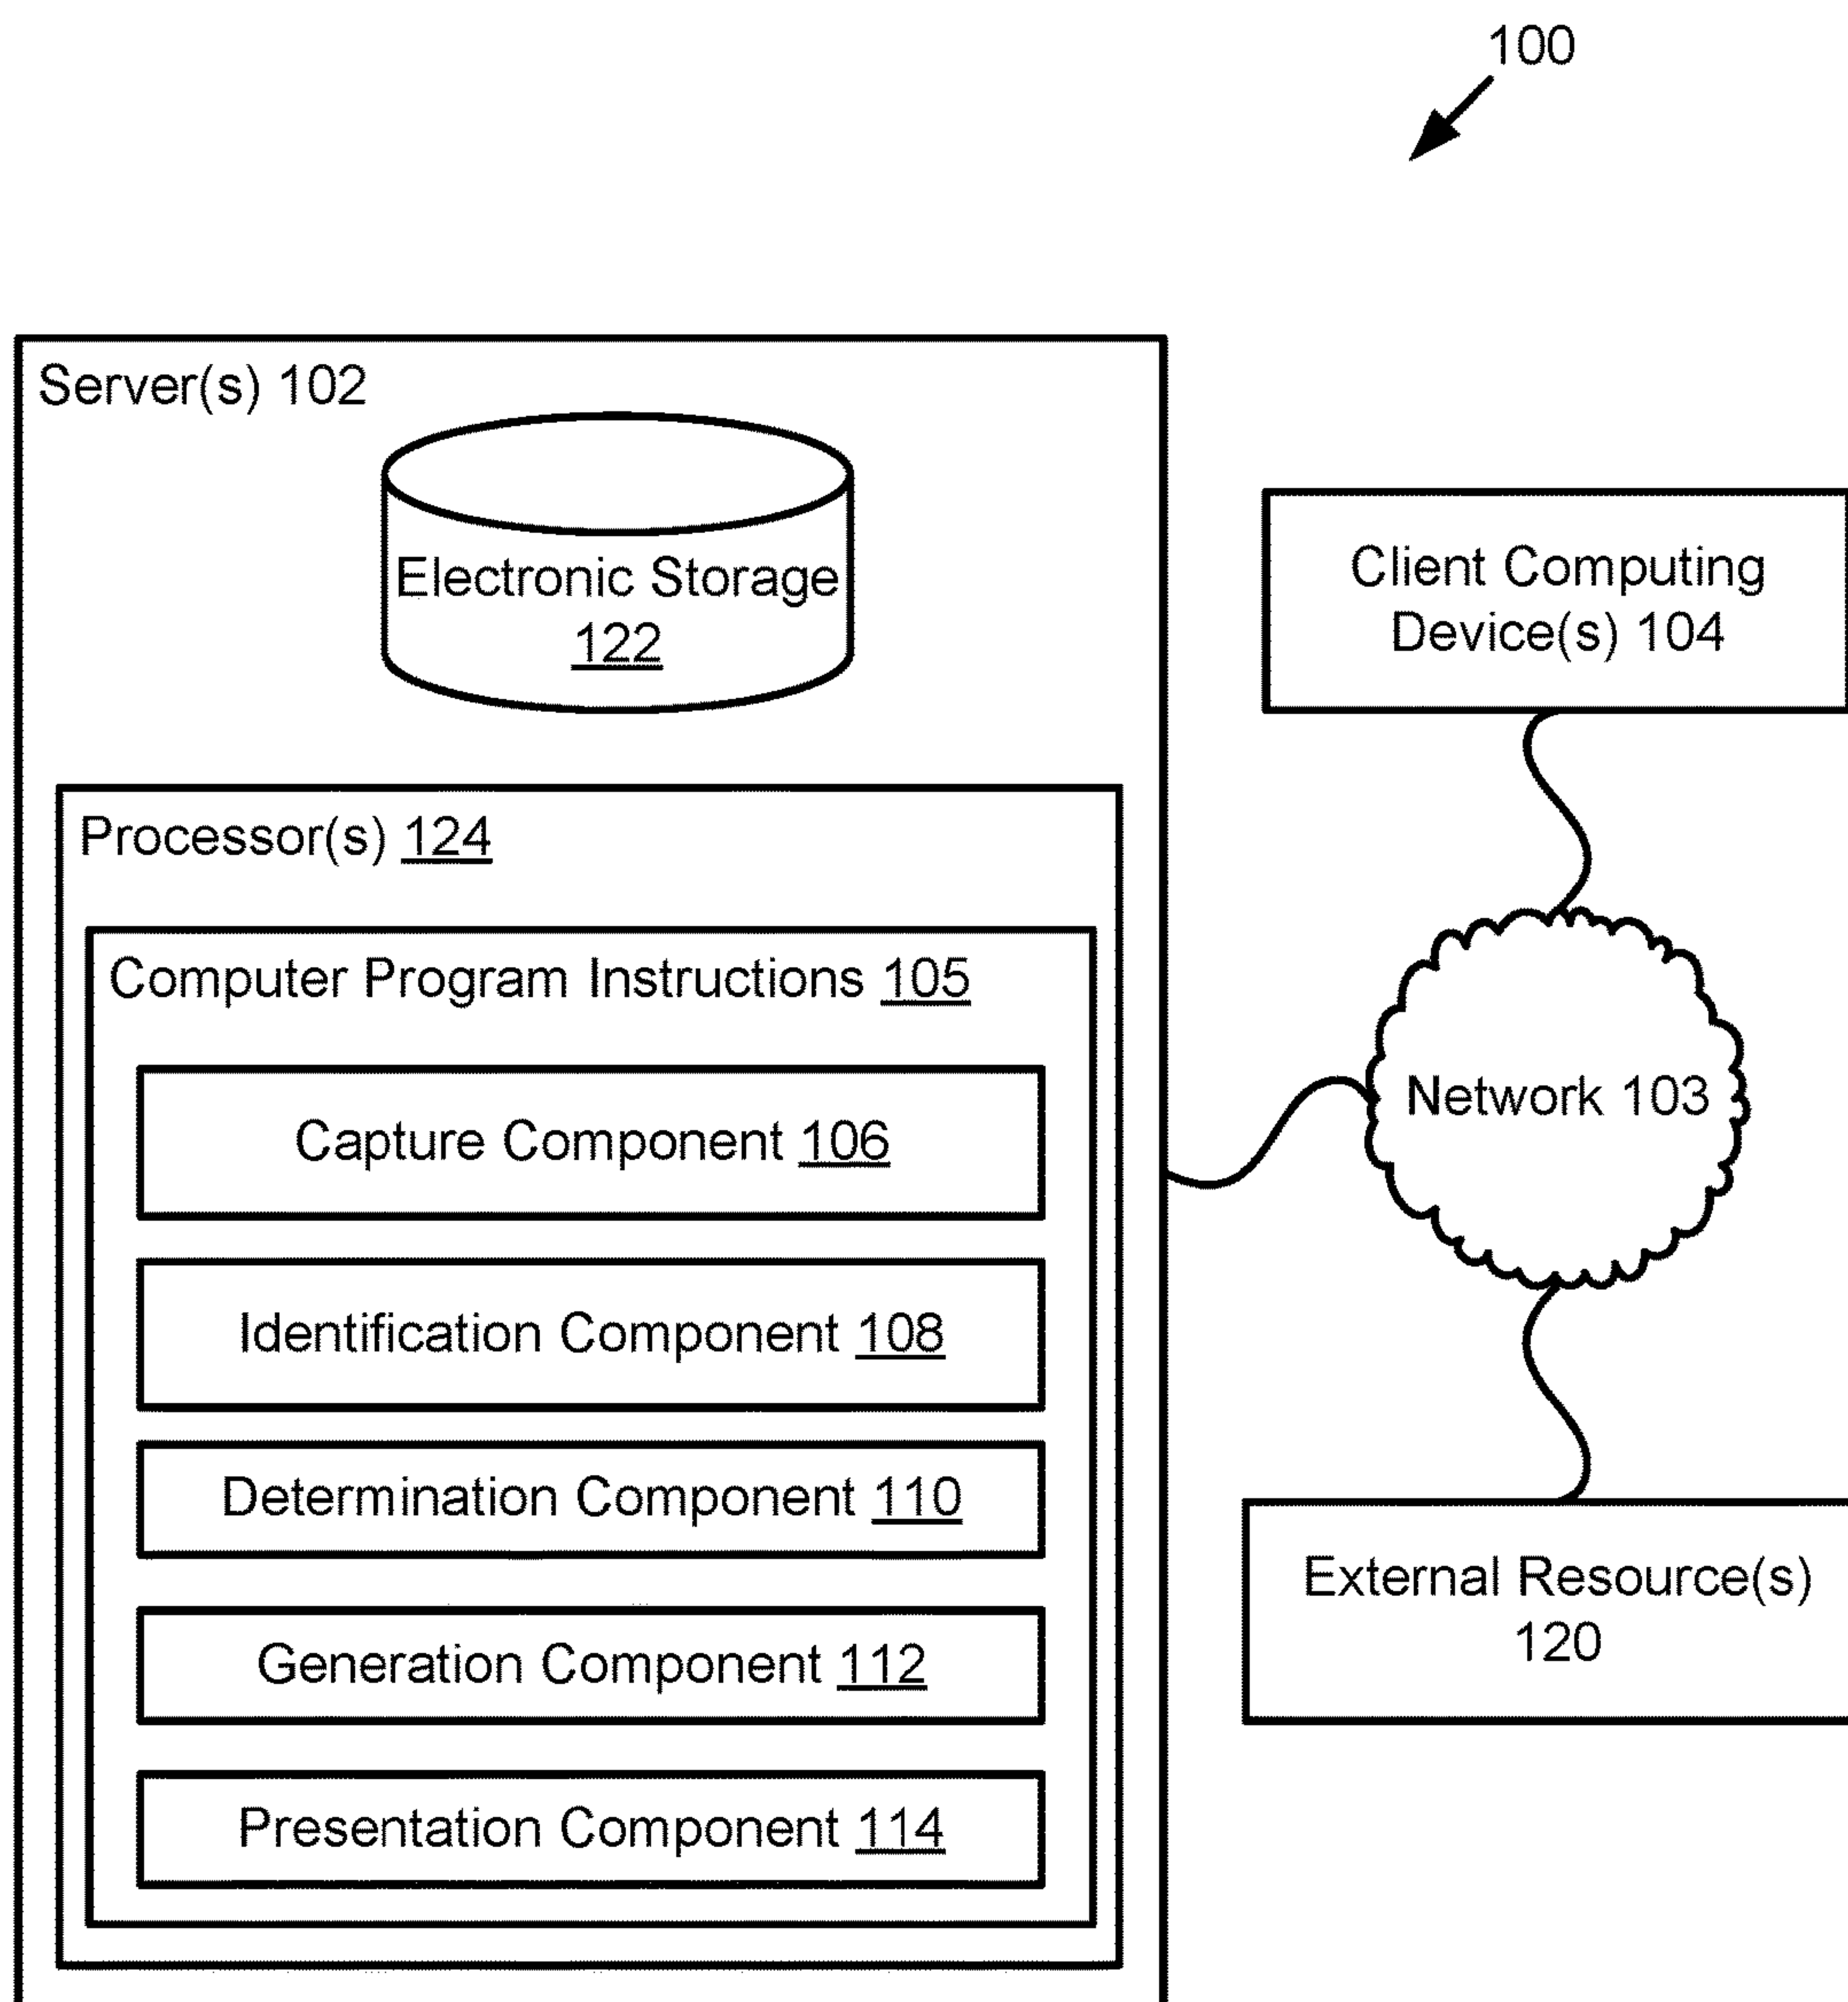 100
Server(s) 102
Electronic Storage
122
Processor(s) 124
Computer Program Instructions 105
Capture Component 106
Identification Component 108
Determination Component 110
Generation Component 112
Presentation Component 114
Client Computing
Device(s) 104
Network 103
External Resource(s)
120